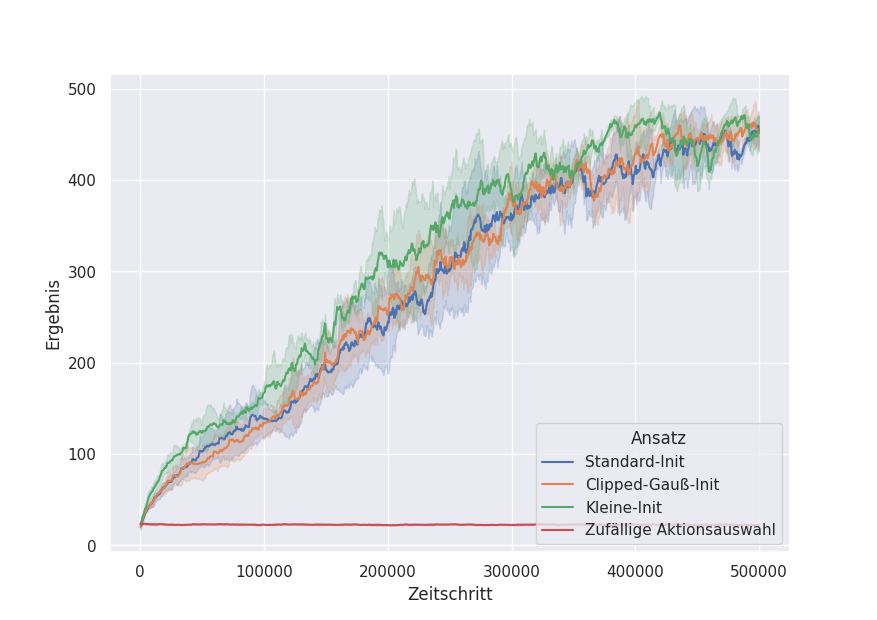 500
400
300
200
100
0
Ergebnis
Ansatz
Standard-Init
Clipped-Gauß-Init
Kleine-Init
Zufällige Aktionsauswahl
0
100000
200000
300000
400000
500000
Zeitschritt